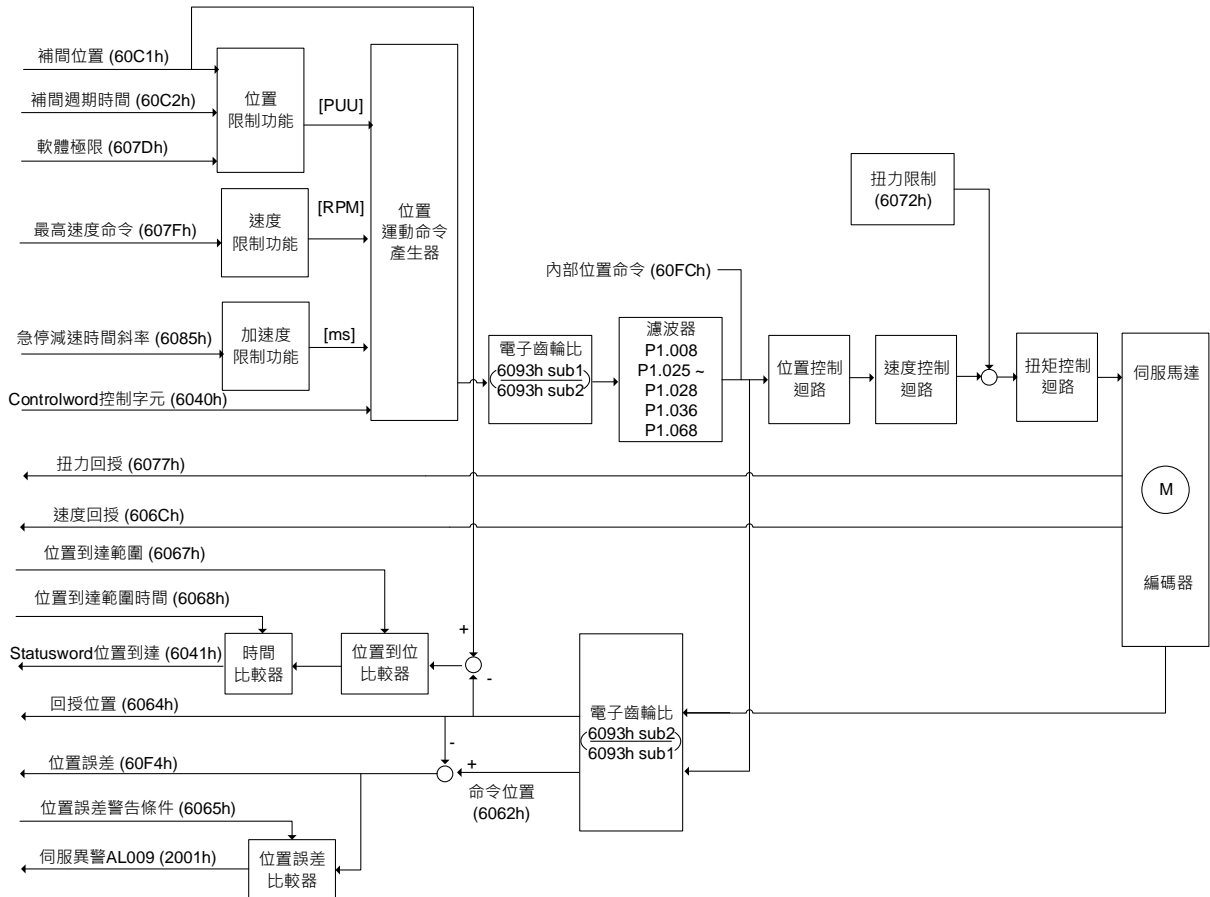 補間位置 (60C1h)
補間週期時間 (60C2h)
軟體極限 (607Dh)
位置
限制功能
[PUU]
最高速度命令 (607Fh)
速度
限制功能
[RPM]
急停減速時間斜率 (6085h)
加速度
限制功能
[ms]
Controlword控制字元 (6040h)
位置
運動命令
產生器
電子齒輪比
6093h sub1
6093h sub2
濾波器
P1.008
P1.025 ~
P1.028
P1.036
P1.068
內部位置命令 (60FCh)
位置控制
迴路
速度控制
迴路
扭力限制
(6072h)
扭矩控制
迴路
伺服馬達
M
編碼器
扭力回授 (6077h)
速度回授 (606Ch)
位置到達範圍 (6067h)
位置到達範圍時間 (6068h)
Statusword位置到達 (6041h)
時間
比較器
位置到位
比較器
+
-
回授位置 (6064h)
電子齒輪比
6093h sub2
6093h sub1
-
+
位置誤差 (60F4h)
命令位置
(6062h)
位置誤差警告條件 (6065h)
伺服異警AL009 (2001h)
位置誤差
比較器